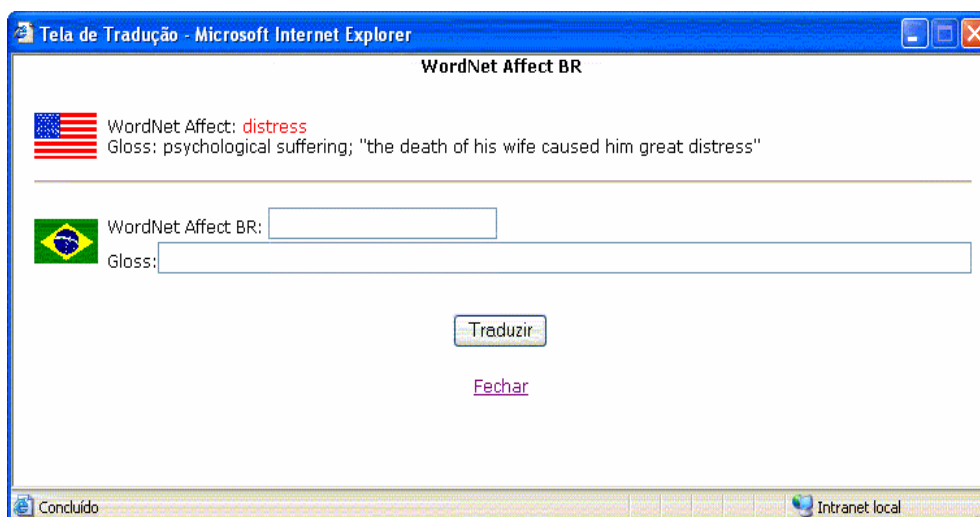 Tela de Tradução - Microsoft Internet Explorer
WordNet Affect BR
WordNet Affect: distress
Gloss: psychological suffering; "the death of his wife caused him great distress"
WordNet Affect BR:
Gloss:
Traduzir
Fechar
Concluído
Intranet local